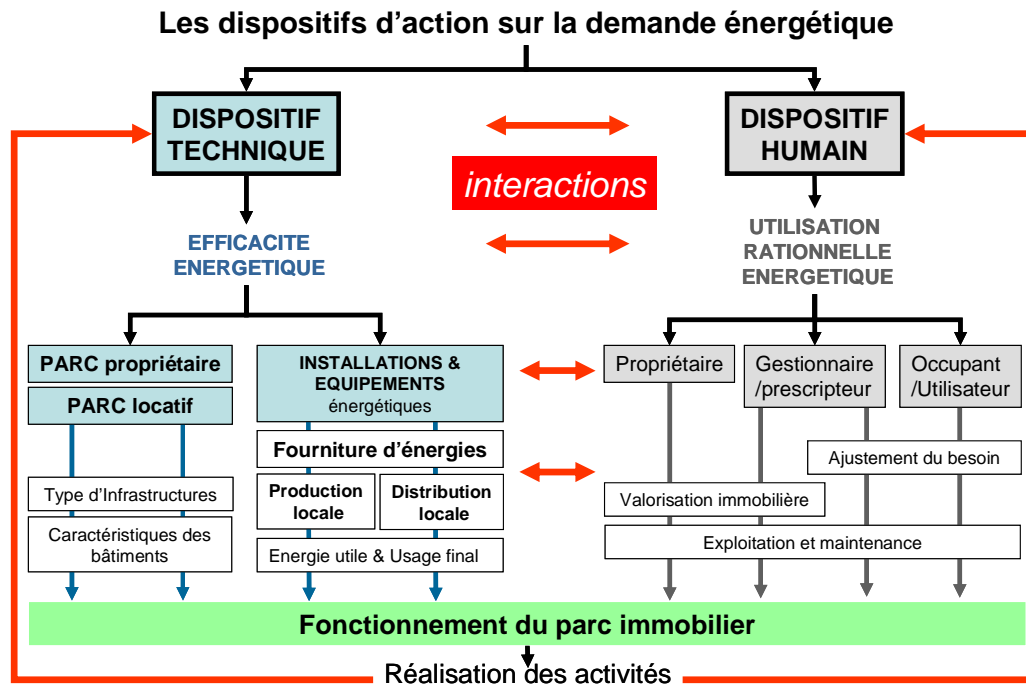 Les dispositifs d'action sur la demande énergétique
DISPOSITIF
TECHNIQUE
DISPOSITIF
HUMAIN
interactions
EFFICACITE
ENERGETIQUE
UTILISATION
RATIONNELLE
ENERGETIQUE
PARC propriétaire
PARC locatif
INSTALLATIONS &
EQUIPEMENTS
énergétiques
Propriétaire
Gestionnaire
/prescripteur
Occupant
/Utilisateur
Fourniture d'énergies
Ajustement du besoin
Type d'Infrastructures
Production
locale
Distribution
locale
Valorisation immobilière
Caractéristiques des
bâtiments
Energie utile & Usage final
Exploitation et maintenance
Fonctionnement du parc immobilier
Réalisation des activités